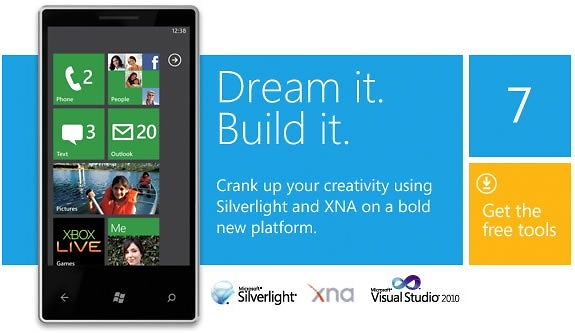 12:38
2
Phone
f
People
3
Text
20
Outlook
Pictures
XBOX
LIVE
Games
Me
Dream it.
Build it.
Crank up your creativity using
Silverlight and XNA on a bold
new platform.
7
Get the
free tools
Microsoft®
Silverlight®
xna
Microsoft®
Visual Studio® 2010